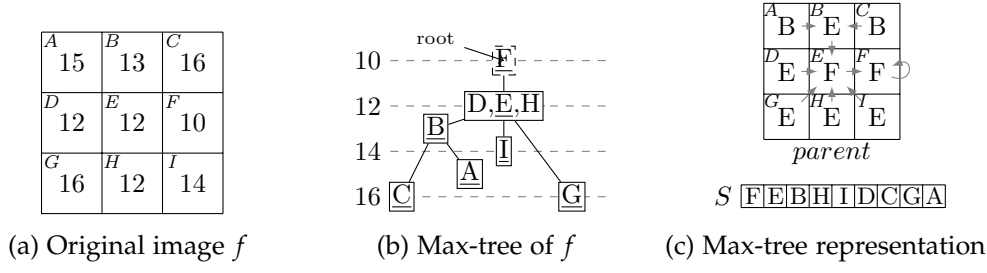 A B C
15 13 16
D E F
12 12 10
G H I
16 12 14
(a) Original image f
root
10 F
12 D,E,H
B
14 I
A
16 C G
(b) Max-tree of f
A B C
B E B
D E F
E F F
G H I
E E E
parent
S F E B H I D C G A
(c) Max-tree representation